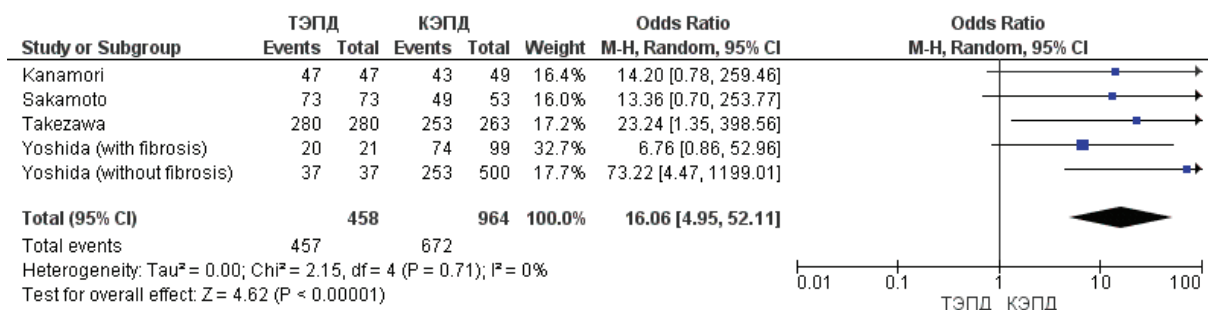 ТЭПД КЭПД Odds Ratio Odds Ratio
Study or Subgroup Events Total Events Total Weight M-H, Random, 95% CI M-H, Random, 95% CI
Kanamori 47 47 43 49 16.4% 14.20 [0.78, 259.46]
Sakamoto 73 73 49 53 16.0% 13.36 [0.70, 253.77]
Takezawa 280 280 253 263 17.2% 23.24 [1.35, 398.56]
Yoshida (with fibrosis) 20 21 74 99 32.7% 6.76 [0.86, 52.96]
Yoshida (without fibrosis) 37 37 253 500 17.7% 73.22 [4.47, 1199.01]
Total (95% CI) 458 964 100.0% 16.06 [4.95, 52.11]
Total events 457 672
Heterogeneity: Tau² = 0.00; Chi² = 2.15, df = 4 (P = 0.71); I² = 0%
Test for overall effect: Z = 4.62 (P < 0.00001)
0.01 0.1 1 10 100
ТЭПД КЭПД